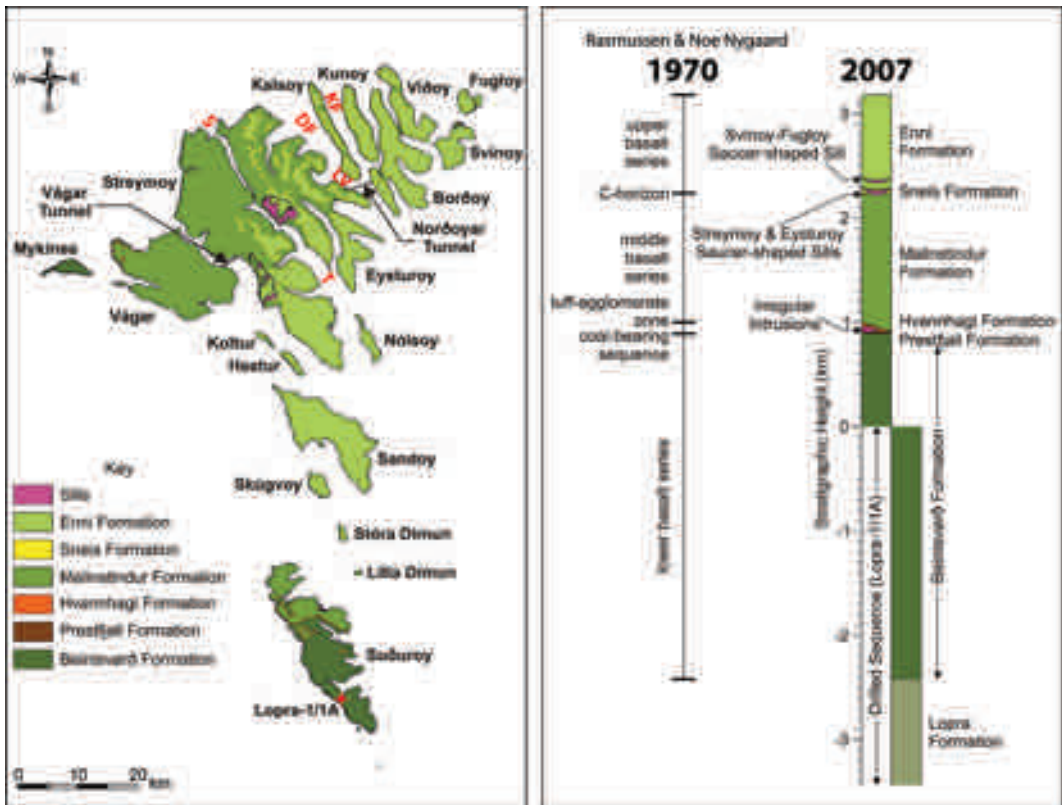 N
W
E
S
Kalsoy
Kunoy
Viðoy
Fugloy
Svinoy
Streymoy
Borðoy
Vágar
Tunnel
Norðoyar
Tunnel
Mykines
Eysturoy
Vágar
Koltur
Hestur
Nólsoy
Sandoy
Skúgvoy
Stóra Dímun
Lítla Dímun
Suðuroy
Lopra-1/1A
S
DF
KF
T
Key
Sills
Enni Formation
Sneis Formation
Malinstindur Formation
Hvannhagi Formation
Prestfjall Formation
Beinisvørð Formation
0 10 20 km
Rasmussen & Noe Nygaard
1970
2007
upper
basalt
series
C-horizon
middle
basalt
series
tuff-agglomerate
zone
coal-bearing
sequence
lower basalt series
Svinoy-Fugloy
Saucer-shaped Sill
Streymoy & Eysturoy
Saucer-shaped Sills
Irregular
Intrusions
Stratigraphic Height (km)
3
2
1
0
-1
-2
-3
Enni
Formation
Sneis Formation
Malinstindur
Formation
Hvannhagi Formation
Prestfjall Formation
Beinisvørð Formation
Drilled Sequence (Lopra-1/1A)
Lopra
Formation